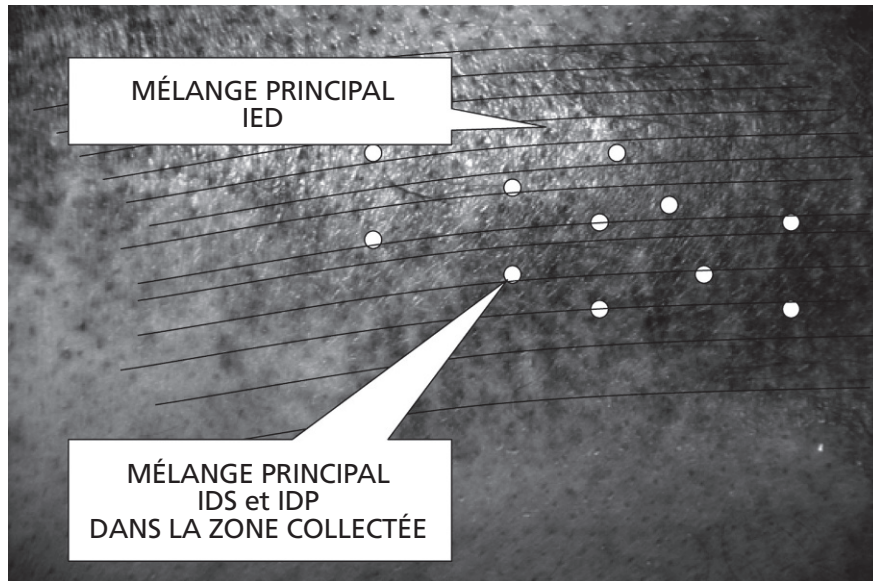 MÉLANGE PRINCIPAL
IED
MÉLANGE PRINCIPAL
IDS et IDP
DANS LA ZONE COLLECTÉE